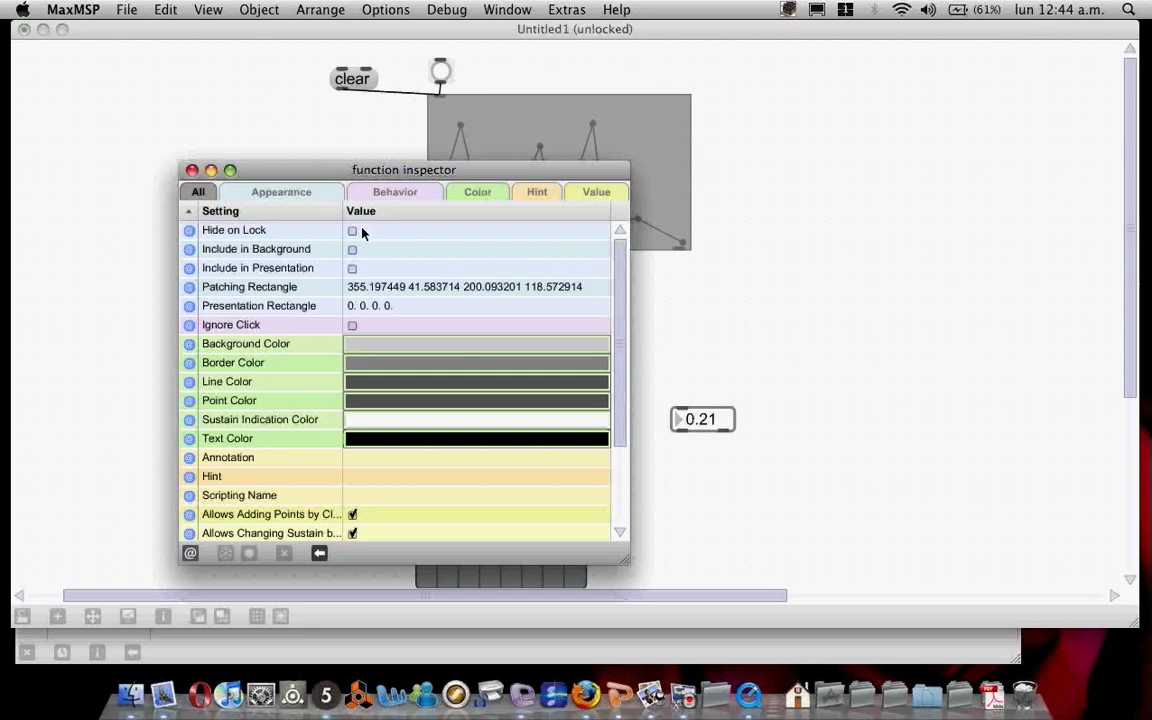 MaxMSP File Edit View Object Arrange Options Debug Window Extras Help 1 (61%) lun 12:44 a.m.
Untitled1 (unlocked)
clear
function inspector
All Appearance Behavior Color Hint Value
Setting Value
Hide on Lock
Include in Background
Include in Presentation
Patching Rectangle 355.197449 41.583714 200.093201 118.572914
Presentation Rectangle 0. 0. 0. 0.
Ignore Click
Background Color
Border Color
Line Color
Point Color
Sustain Indication Color
0.21
Text Color
Annotation
Hint
Scripting Name
Allows Adding Points by Cl...
Allows Changing Sustain b...
@
5
PDF